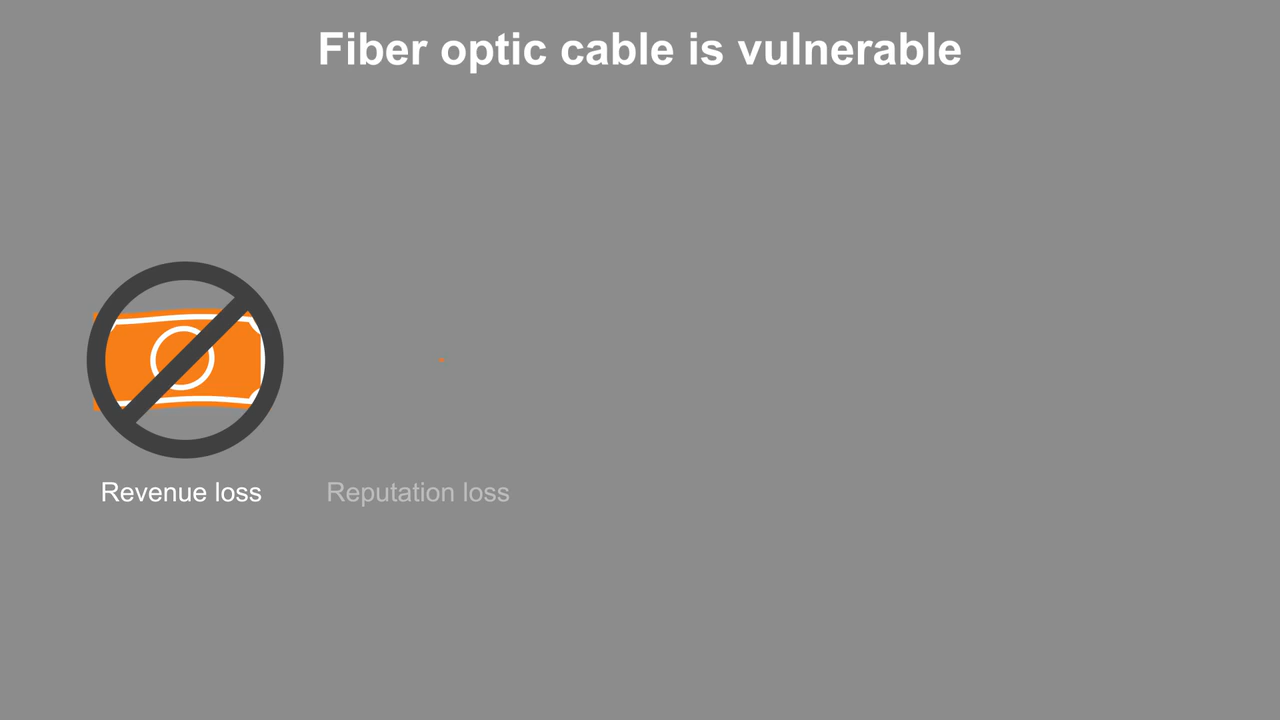 Fiber optic cable is vulnerable
Revenue loss
Reputation loss